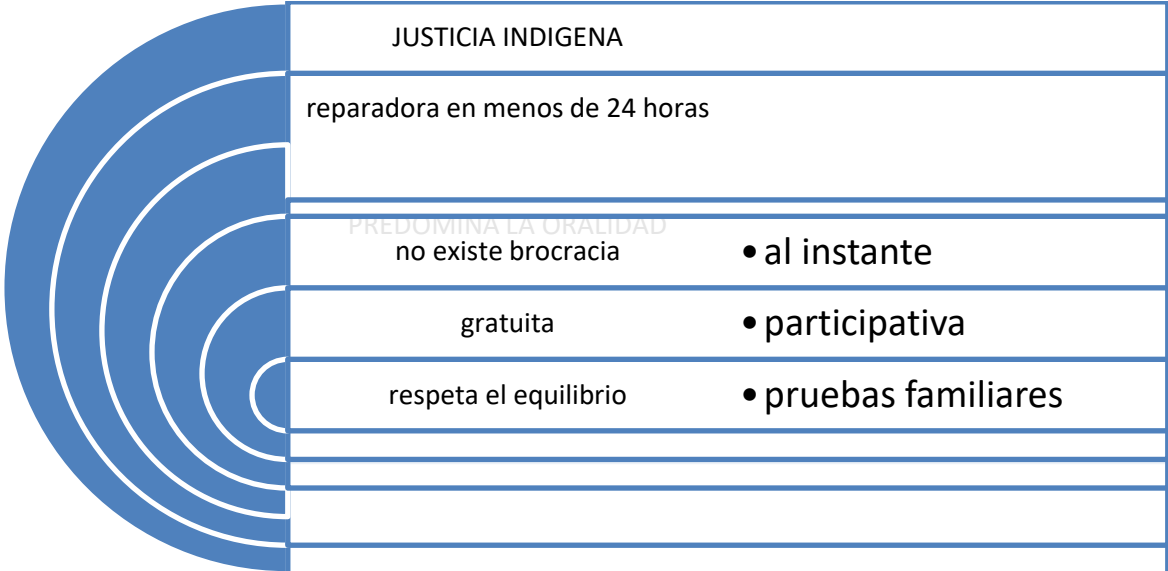 JUSTICIA INDIGENA
reparadora en menos de 24 horas
PREDOMINA LA ORALIDAD
no existe brocracia
• al instante
gratuita
• participativa
respeta el equilibrio
• pruebas familiares